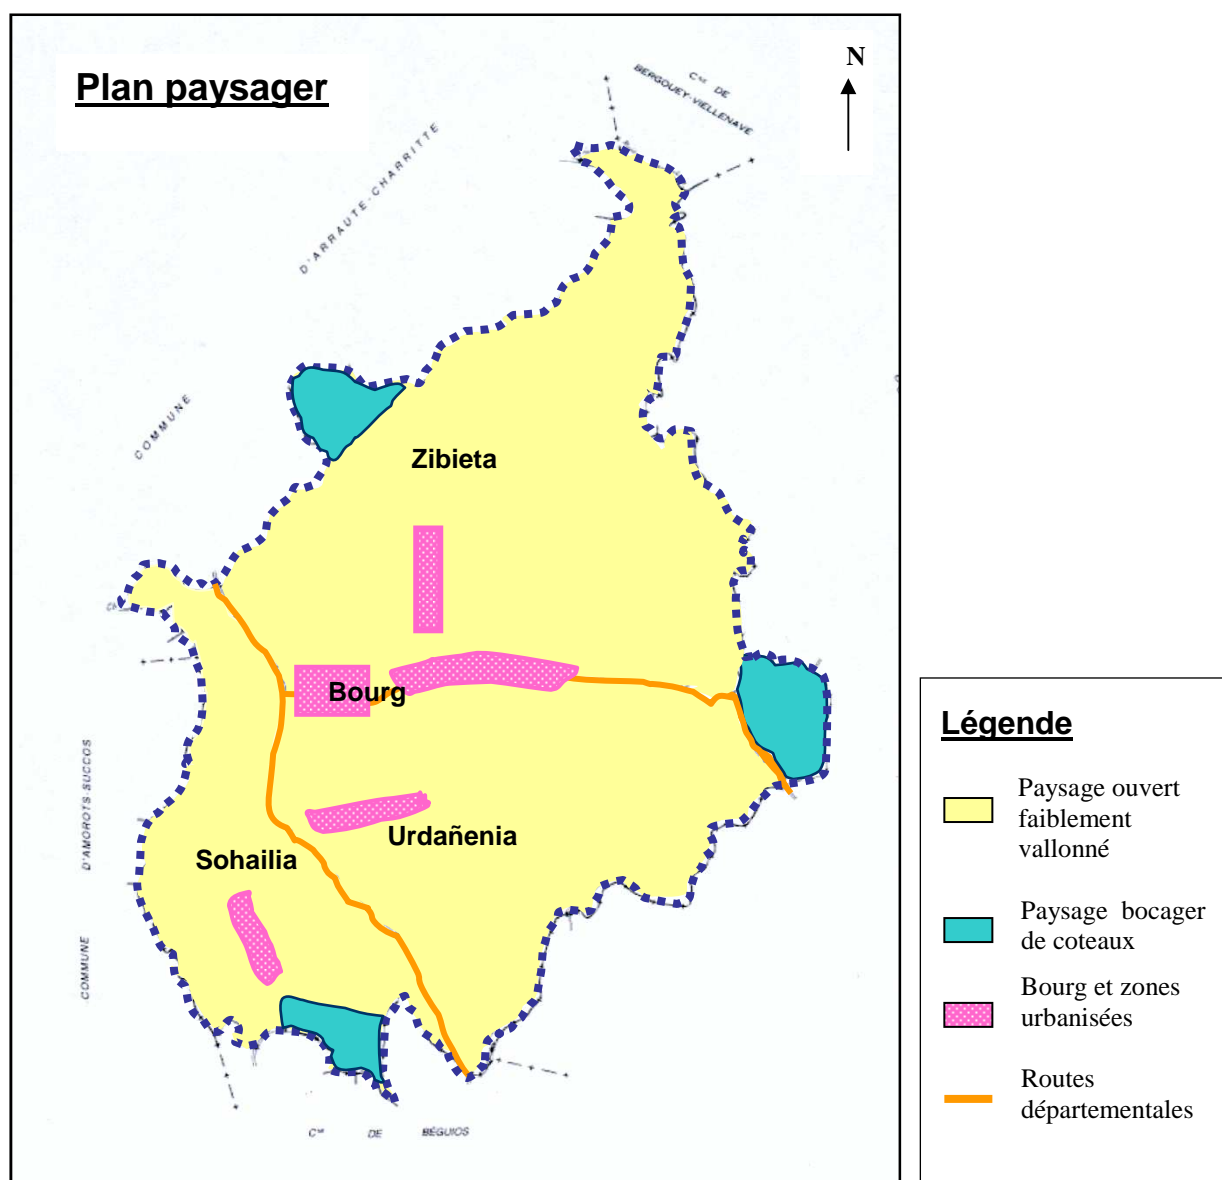 Plan paysager
N
Cne DE
BERGOUEY-VIELLENAVE
COMMUNE
D'ARRAUTE-CHARRITTE
Zibieta
Bourg
Urdañenia
Sohailia
COMMUNE
D'AMOROTS-SUCCOS
Cne DE BÉGUIOS
Légende
Paysage ouvert
faiblement
vallonné
Paysage bocager
de coteaux
Bourg et zones
urbanisées
Routes
départementales